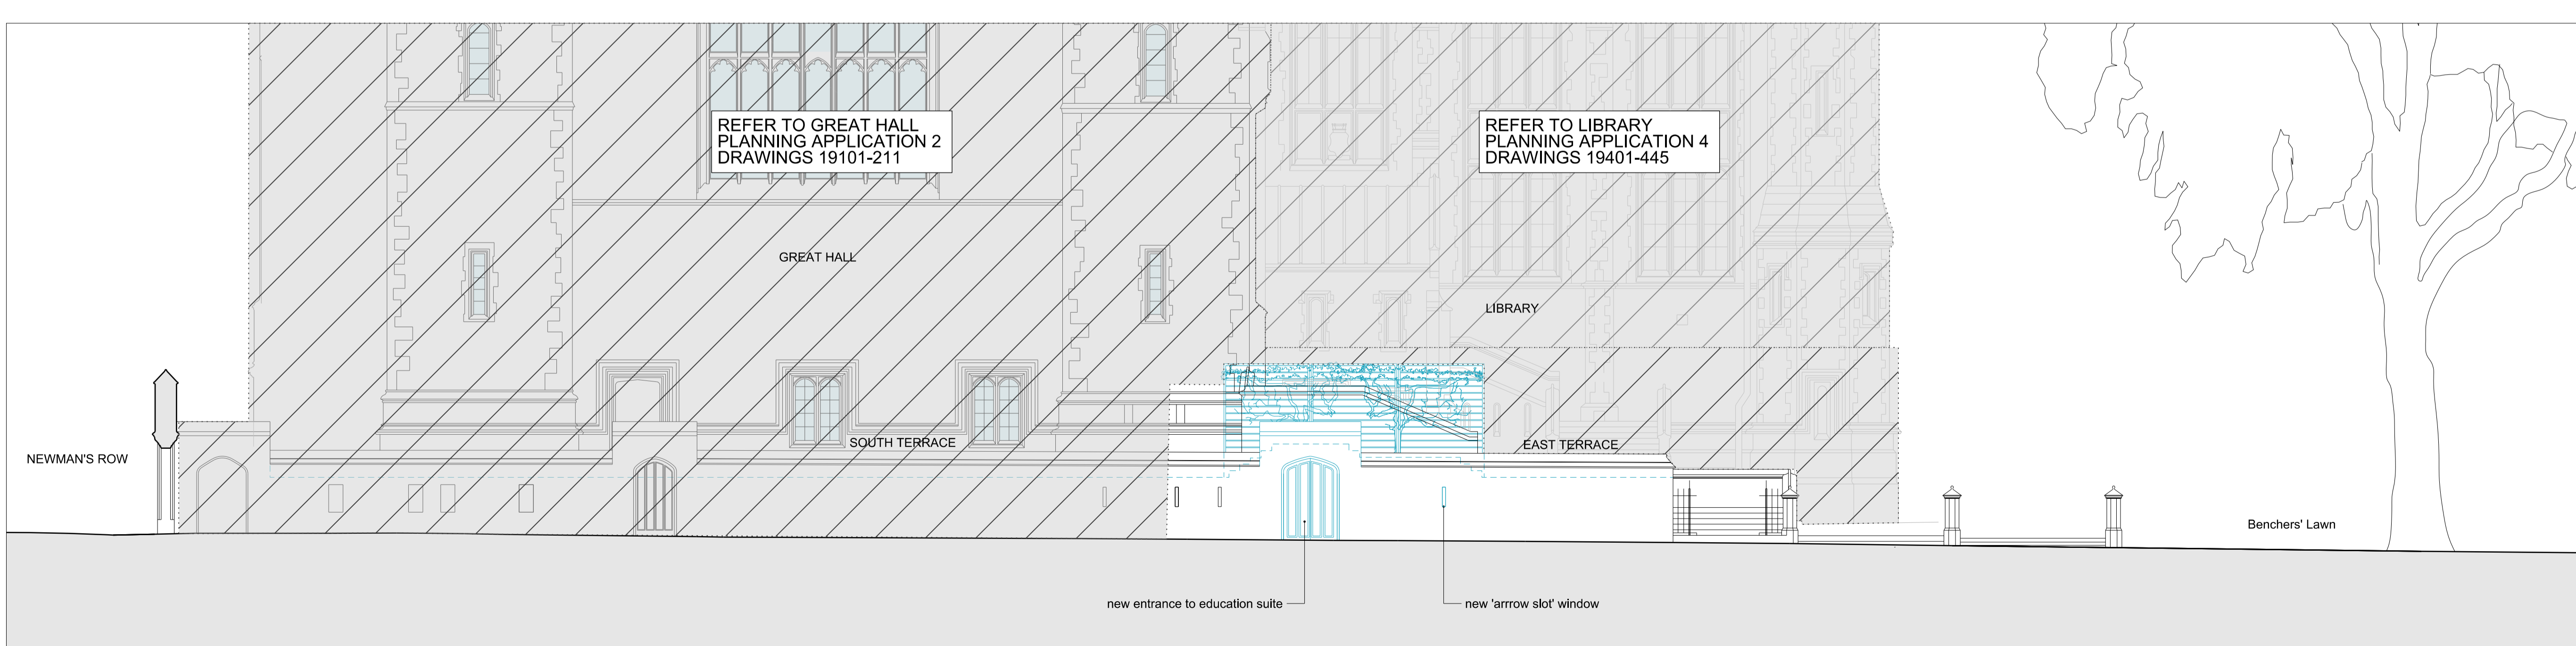 REFER TO GREAT HALL
PLANNING APPLICATION 2
DRAWINGS 19101-211
REFER TO LIBRARY
PLANNING APPLICATION 4
DRAWINGS 19401-445
GREAT HALL
LIBRARY
SOUTH TERRACE
EAST TERRACE
NEWMAN'S ROW
Benchers' Lawn
new entrance to education suite
new 'arrrow slot' window